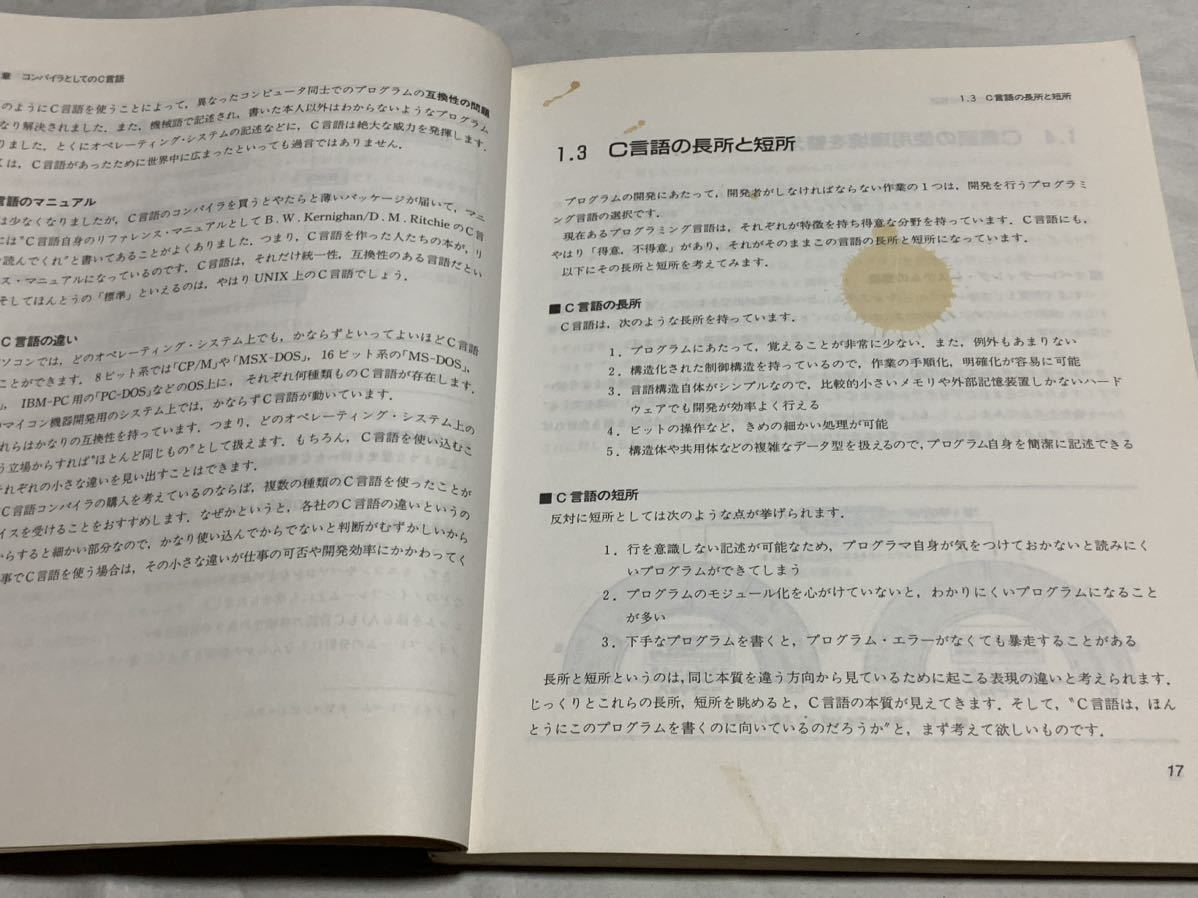 章 コンパイラとしてのC言語
のようにC言語を使うことによって，異なったコンピュータ同士でのプログラムの互換性の問題
なり解決されました．また，機械語で記述され，書いた本人以外はわからないようなプログラム
りました．とくにオペレーティング・システムの記述などに，C言語は絶大な威力を発揮します．
は，C言語があったために世界中に広まったといっても過言ではありません．
言語のマニュアル
は少なくなりましたが，C言語のコンパイラを買うとやたらと薄いパッケージが届いて，マニ
には“C言語自身のリファレンス・マニュアルとしてB.W.Kernighan/D.M.RitchieのC言
読んでくれ”と書いてあることがよくありました．つまり，C言語を作った人たちの本が，リ
ス・マニュアルになっているのです．C言語は，それだけ統一性，互換性のある言語だとい
そしてほんとうの「標準」といえるのは，やはりUNIX上のC言語でしょう．
C言語の違い
ソコンでは，どのオペレーティング・システム上でも，かならずといってよいほどC言語
ことができます．8ビット系では「CP/M」や「MSX-DOS」，16ビット系の「MS-DOS」，
，IBM-PC用の「PC-DOS」などのOS上に，それぞれ何種類ものC言語が存在します．
マイコン機器開発用のシステム上では，かならずC言語が動いています．つまり，どのオペレーティング・システム上の
れらはかなりの互換性を持っています．
う立場からすれば“ほとんど同じもの”として扱えます．もちろん，C言語を使い込むこ
それぞれの小さな違いを見い出すことはできます．
C言語コンパイラの購入を考えているのならば，複数の種類のC言語を使ったことが
イスを受けることをおすすめします．なぜかというと，各社のC言語の違いというの
らすると細かい部分なので，かなり使い込んでからでないと判断がむずかしいから
事でC言語を使う場合は，その小さな違いが仕事の可否や開発効率にかかわってく
1.3 C言語の長所と短所
1.3 C言語の長所と短所
プログラムの開発にあたって，開発者がしなければならない作業の1つは，開発を行うプログラミ
ング言語の選択です．
現在あるプログラミング言語は，それぞれが特徴を持ち得意な分野を持っています．C言語にも，
やはり「得意，不得意」があり，それがそのままこの言語の長所と短所になっています．
以下にその長所と短所を考えてみます．
■C言語の長所
C言語は，次のような長所を持っています．
1．プログラムにあたって，覚えることが非常に少ない．また，例外もあまりない
2．構造化された制御構造を持っているので，作業の手順化，明確化が容易に可能
3．言語構造自体がシンプルなので，比較的小さいメモリや外部記憶装置しかないハード
ウェアでも開発が効率よく行える
4．ビットの操作など，きめの細かい処理が可能
5．構造体や共用体などの複雑なデータ型を扱えるので，プログラム自身を簡潔に記述できる
■C言語の短所
反対に短所としては次のような点が挙げられます．
1．行を意識しない記述が可能なため，プログラマ自身が気をつけておかないと読みにく
いプログラムができてしまう
2．プログラムのモジュール化を心がけていないと，わかりにくいプログラムになること
が多い
3．下手なプログラムを書くと，プログラム・エラーがなくても暴走することがある
長所と短所というのは，同じ本質を違う方向から見ているために起こる表現の違いと考えられます．
じっくりとこれらの長所，短所を眺めると，C言語の本質が見えてきます．そして，“C言語は，ほん
とうにこのプログラムを書くのに向いているのだろうか”と，まず考えて欲しいものです．
17